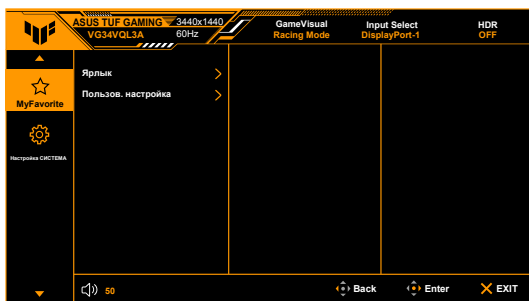 ASUS TUF GAMING 3440x1440
VG34VQL3A 60Hz
GameVisual
Racing Mode
Input Select
DisplayPort-1
HDR
OFF
MyFavorite
Настройка СИСТЕМА
Ярлык
Пользов. настройка
50
Back
Enter
EXIT